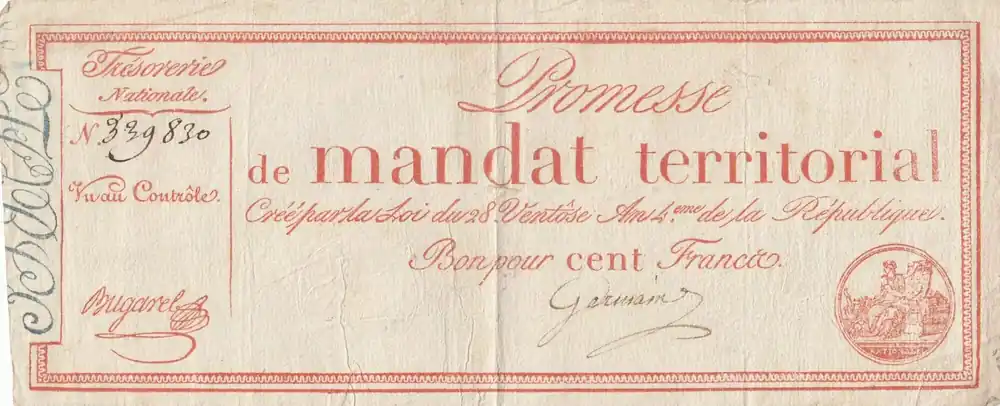 Trésorerie
Nationale.
N 339830
Vu au Contrôle.
Bugarel
Promesse
de mandat territorial
Créé par la Loi du 28 Ventôse An 4.eme de la République.
Bon pour cent Francs.
Germain
NATIONALE